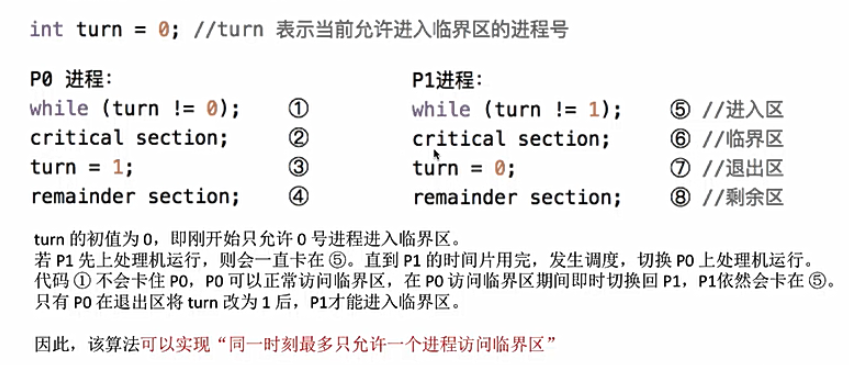 int turn = 0; //turn 表示当前允许进入临界区的进程号
P0 进程: P1进程:
while (turn != 0); ① while (turn != 1); ⑤ //进入区
critical section; ② critical section; ⑥ //临界区
turn = 1; ③ turn = 0; ⑦ //退出区
remainder section; ④ remainder section; ⑧ //剩余区
turn 的初值为 0，即刚开始只允许 0 号进程进入临界区。
若 P1 先上处理机运行，则会一直卡在 ⑤。直到 P1 的时间片用完，发生调度，切换 P0 上处理机运行。
代码 ① 不会卡住 P0，P0 可以正常访问临界区，在 P0 访问临界区期间即时切换回 P1，P1依然会卡在 ⑤。
只有 P0 在退出区将 turn 改为 1 后，P1才能进入临界区。
因此，该算法可以实现“同一时刻最多只允许一个进程访问临界区”